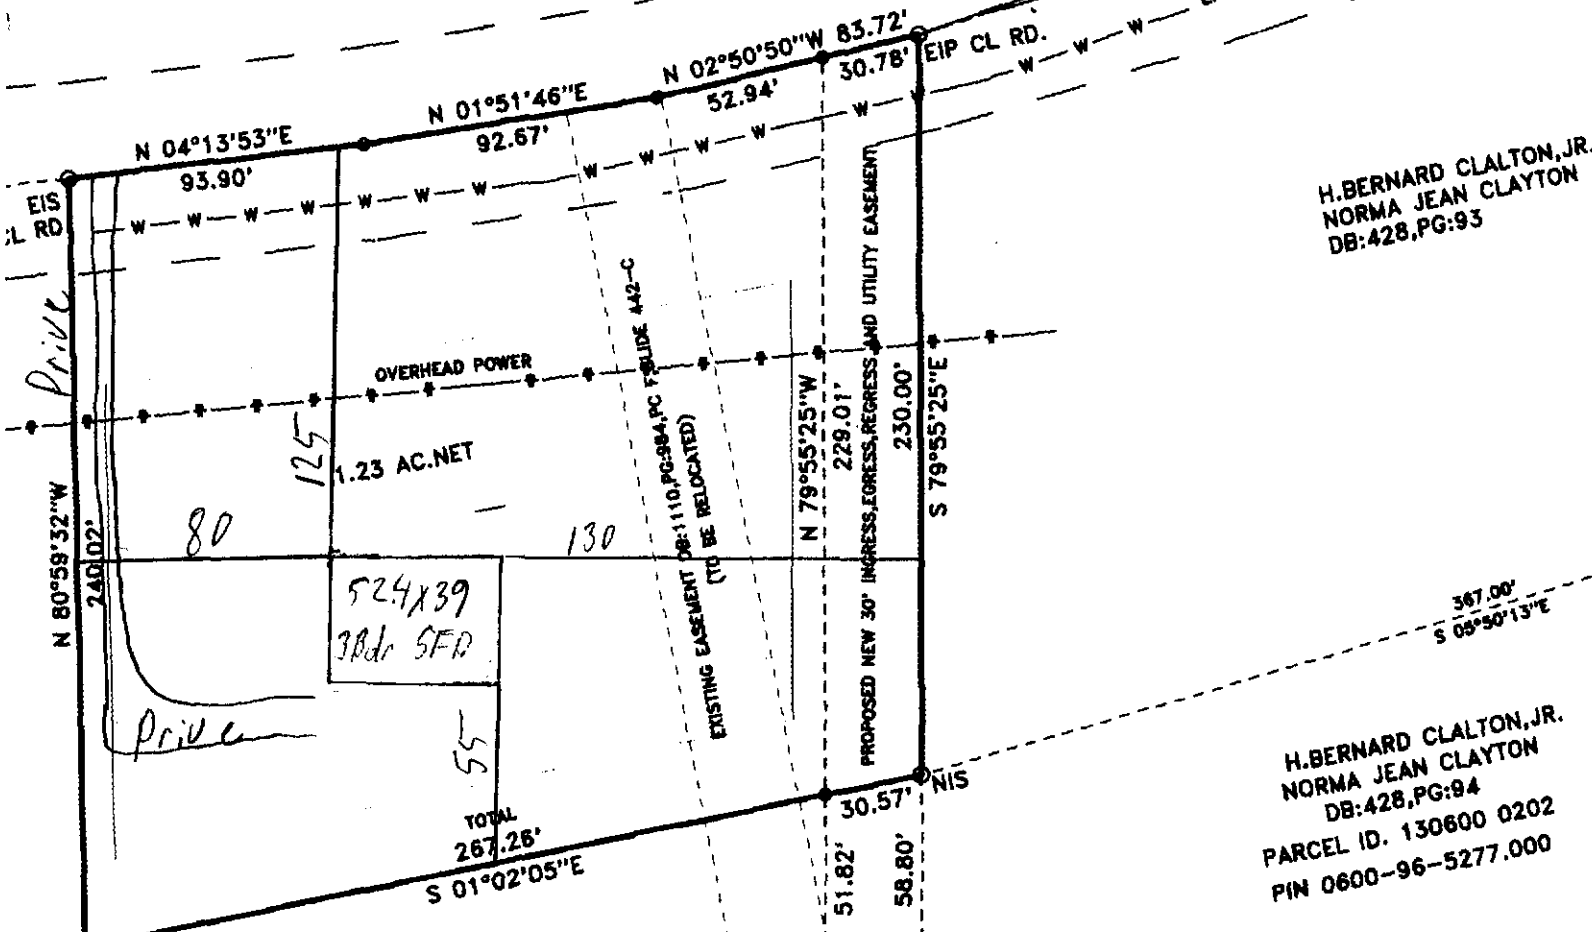 N 02°50'50"W 83.72'
30.78'
EIP CL RD.
52.94'
N 01°51'46"E
92.67'
N 04°13'53"E
93.90'
EIS
CL RD
W W W W W W W W W W W W W W W
H.BERNARD CLALTON,JR.
NORMA JEAN CLAYTON
DB:428,PG:93
Drive
OVERHEAD POWER
125
1.23 AC.NET
80
130
N 80°59'32"W
240.02'
52.4x39
3Bdr SFD
Drive
55
EXISTING EASEMENT DB:1110,PG:984,PC F SLIDE 442-C
(TO BE RELOCATED)
N 79°55'25"W
229.01'
PROPOSED NEW 30' INGRESS,EGRESS,REGRESS AND UTILITY EASEMENT
230.00'
S 79°55'25"E
367.00'
S 05°50'13"E
TOTAL
267.26'
S 01°02'05"E
30.57'
NIS
51.82'
58.80'
H.BERNARD CLALTON,JR.
NORMA JEAN CLAYTON
DB:428,PG:94
PARCEL ID. 130600 0202
PIN 0600-96-5277.000